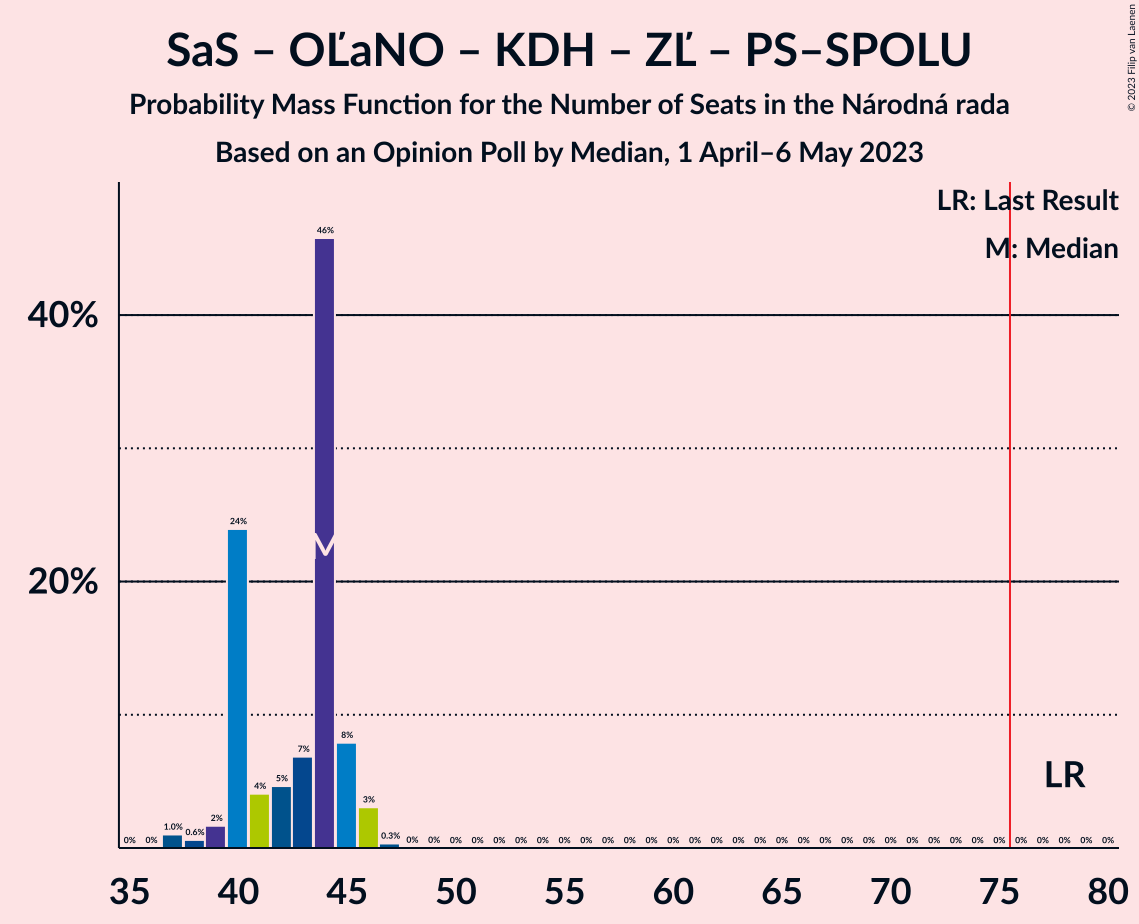 SaS – OĽaNO – KDH – ZĽ – PS–SPOLU
Probability Mass Function for the Number of Seats in the Národná rada
Based on an Opinion Poll by Median, 1 April–6 May 2023
© 2023 Filip van Laenen
LR: Last Result
M: Median
40%
20%
46%
24%
M
8%
7%
5%
4%
3%
2%
1.0%
0.6%
0.3%
LR
0% 0% 0% 0% 0% 0% 0% 0% 0% 0% 0% 0% 0% 0% 0% 0% 0% 0% 0% 0% 0% 0% 0% 0% 0% 0% 0% 0% 0% 0% 0% 0% 0% 0% 0%
35 40 45 50 55 60 65 70 75 80